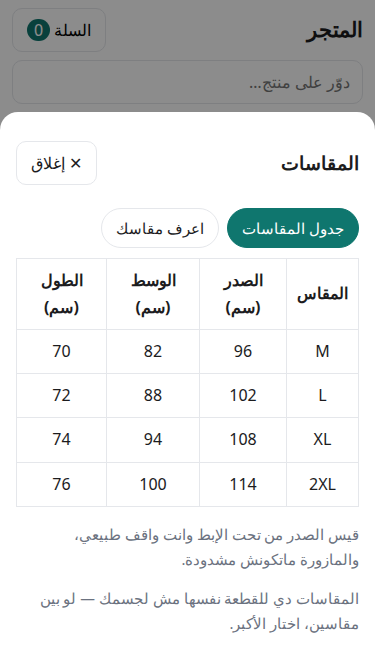 المتجر
السلة 0
دوّر على منتج...
المقاسات
✕ إغلاق
جدول المقاسات
اعرف مقاسك
المقاس الصدر (سم) الوسط (سم) الطول (سم)
M 96 82 70
L 102 88 72
XL 108 94 74
2XL 114 100 76
قيس الصدر من تحت الإبط وانت واقف طبيعي،
والمازورة ماتكونش مشدودة.
المقاسات دي للقطعة نفسها مش لجسمك — لو بين
مقاسين، اختار الأكبر.